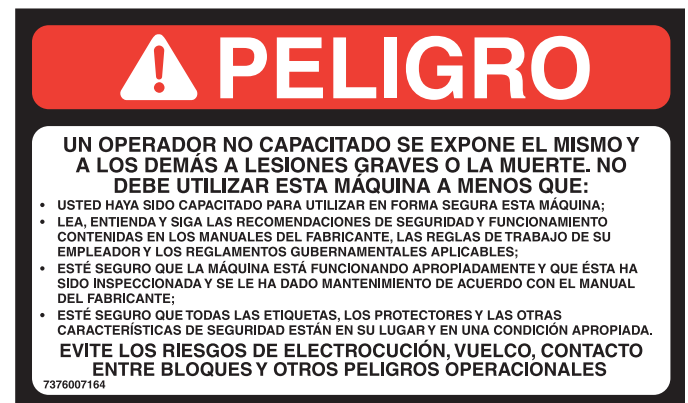 PELIGRO
UN OPERADOR NO CAPACITADO SE EXPONE EL MISMO Y
A LOS DEMÁS A LESIONES GRAVES O LA MUERTE. NO
DEBE UTILIZAR ESTA MÁQUINA A MENOS QUE:
• USTED HAYA SIDO CAPACITADO PARA UTILIZAR EN FORMA SEGURA ESTA MÁQUINA;
• LEA, ENTIENDA Y SIGA LAS RECOMENDACIONES DE SEGURIDAD Y FUNCIONAMIENTO
CONTENIDAS EN LOS MANUALES DEL FABRICANTE, LAS REGLAS DE TRABAJO DE SU
EMPLEADOR Y LOS REGLAMENTOS GUBERNAMENTALES APLICABLES;
• ESTÉ SEGURO QUE LA MÁQUINA ESTÁ FUNCIONANDO APROPIADAMENTE Y QUE ÉSTA HA
SIDO INSPECCIONADA Y SE LE HA DADO MANTENIMIENTO DE ACUERDO CON EL MANUAL
DEL FABRICANTE;
• ESTÉ SEGURO QUE TODAS LAS ETIQUETAS, LOS PROTECTORES Y LAS OTRAS
CARACTERÍSTICAS DE SEGURIDAD ESTÁN EN SU LUGAR Y EN UNA CONDICIÓN APROPIADA.
EVITE LOS RIESGOS DE ELECTROCUCIÓN, VUELCO, CONTACTO
ENTRE BLOQUES Y OTROS PELIGROS OPERACIONALES
7376007164